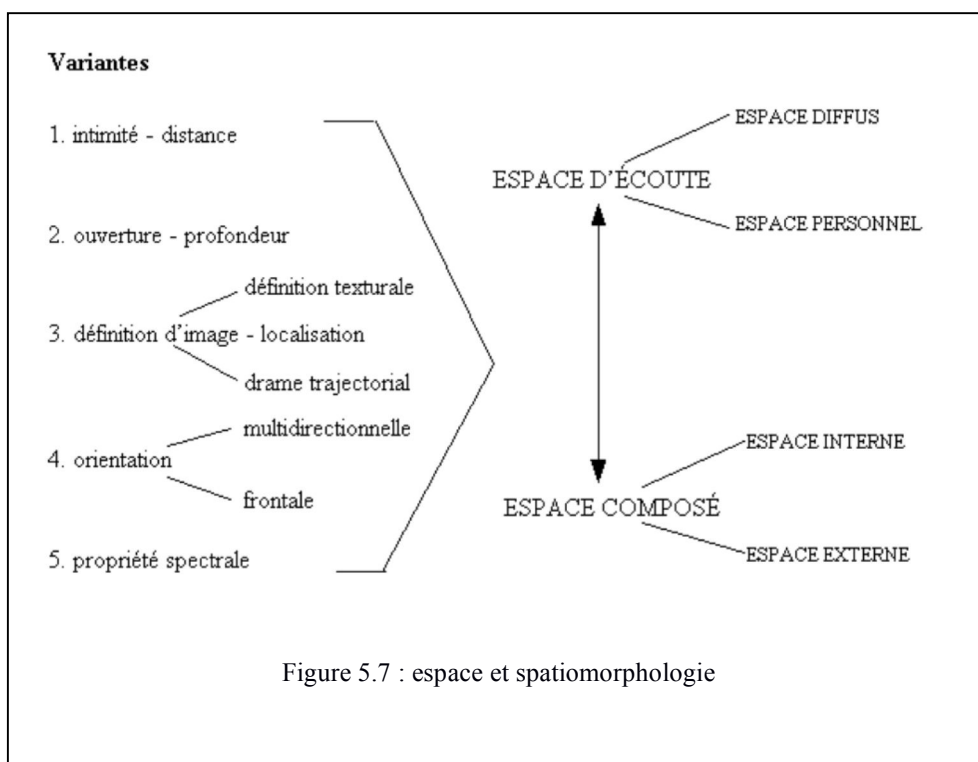 Variantes
1. intimité - distance
2. ouverture - profondeur
définition texturale
3. définition d'image - localisation
drame trajectorial
multidirectionnelle
4. orientation
frontale
5. propriété spectrale
ESPACE DIFFUS
ESPACE D'ÉCOUTE
ESPACE PERSONNEL
ESPACE INTERNE
ESPACE COMPOSÉ
ESPACE EXTERNE
Figure 5.7 : espace et spatiomorphologie